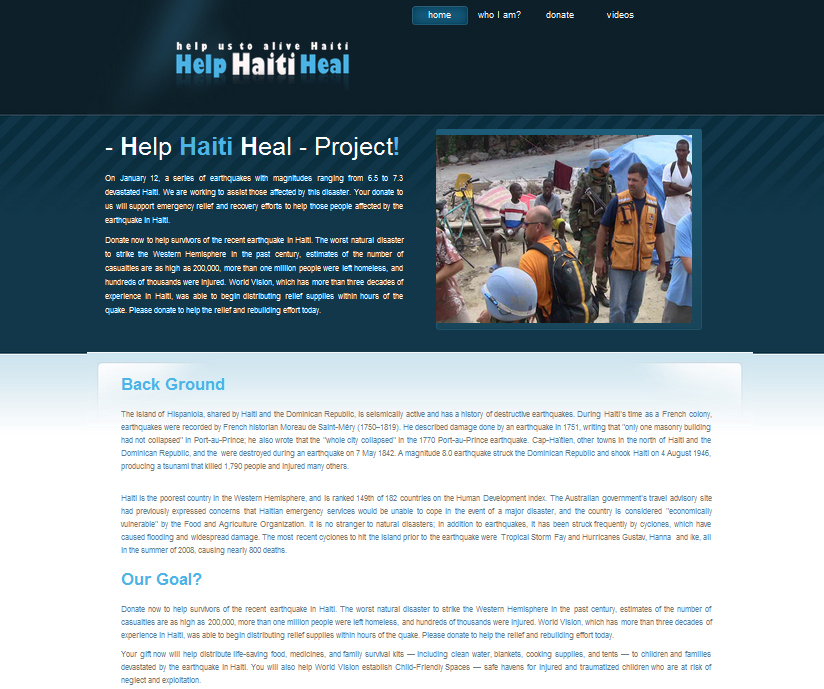 home who I am? donate videos
help us to alive Haiti
Help Haiti Heal
- Help Haiti Heal - Project!
On January 12, a series of earthquakes with magnitudes ranging from 6.5 to 7.3
devastated Haiti. We are working to assist those affected by this disaster. Your donate to
us will support emergency relief and recovery efforts to help those people affected by the
earthquake in Haiti.
Donate now to help survivors of the recent earthquake in Haiti. The worst natural disaster
to strike the Western Hemisphere in the past century, estimates of the number of
casualties are as high as 200,000, more than one million people were left homeless, and
hundreds of thousands were injured. World Vision, which has more than three decades of
experience in Haiti, was able to begin distributing relief supplies within hours of the
quake. Please donate to help the relief and rebuilding effort today.
Back Ground
The island of Hispaniola, shared by Haiti and the Dominican Republic, is seismically active and has a history of destructive earthquakes. During Haiti's time as a French colony,
earthquakes were recorded by French historian Moreau de Saint-Méry (1750–1819). He described damage done by an earthquake in 1751, writing that "only one masonry building
had not collapsed" in Port-au-Prince; he also wrote that the "whole city collapsed" in the 1770 Port-au-Prince earthquake. Cap-Haïtien, other towns in the north of Haiti and the
Dominican Republic, and the were destroyed during an earthquake on 7 May 1842. A magnitude 8.0 earthquake struck the Dominican Republic and shook Haiti on 4 August 1946,
producing a tsunami that killed 1,790 people and injured many others.
Haiti is the poorest country in the Western Hemisphere, and is ranked 149th of 182 countries on the Human Development Index. The Australian government's travel advisory site
had previously expressed concerns that Haitian emergency services would be unable to cope in the event of a major disaster, and the country is considered "economically
vulnerable" by the Food and Agriculture Organization. It is no stranger to natural disasters; in addition to earthquakes, it has been struck frequently by cyclones, which have
caused flooding and widespread damage. The most recent cyclones to hit the island prior to the earthquake were Tropical Storm Fay and Hurricanes Gustav, Hanna and Ike, all
in the summer of 2008, causing nearly 800 deaths.
Our Goal?
Donate now to help survivors of the recent earthquake in Haiti. The worst natural disaster to strike the Western Hemisphere in the past century, estimates of the number of
casualties are as high as 200,000, more than one million people were left homeless, and hundreds of thousands were injured. World Vision, which has more than three decades of
experience in Haiti, was able to begin distributing relief supplies within hours of the quake. Please donate to help the relief and rebuilding effort today.
Your gift now will help distribute life-saving food, medicines, and family survival kits — including clean water, blankets, cooking supplies, and tents — to children and families
devastated by the earthquake in Haiti. You will also help World Vision establish Child-Friendly Spaces — safe havens for injured and traumatized children who are at risk of
neglect and exploitation.